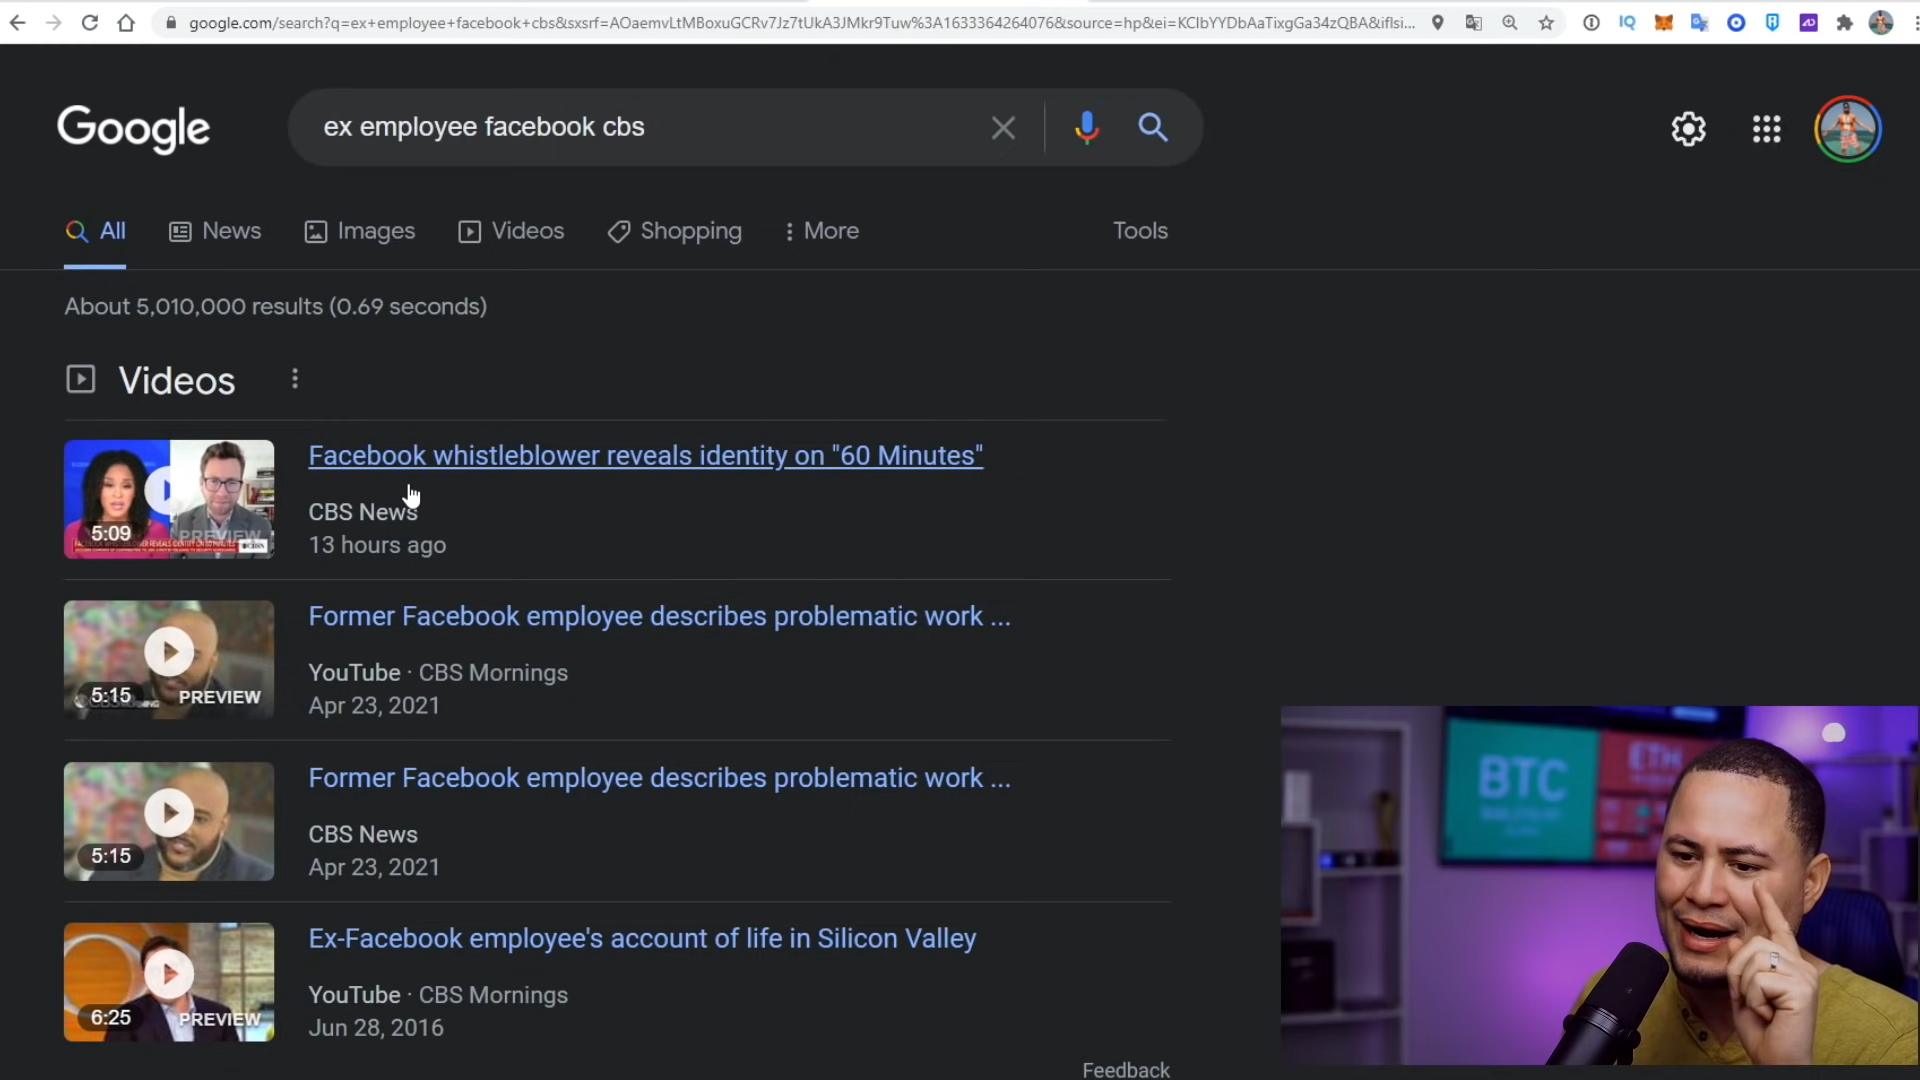 google.com/search?q=ex+employee+facebook+cbs&sxsrf=AOaemvLtMBoxuGCRv7Jz7tUkA3JMkr9Tuw%3A1633364264076&source=hp&ei=KClbYYDbAaTixgGa34zQBA&iflsi...
Google
ex employee facebook cbs
All News Images Videos Shopping More Tools
About 5,010,000 results (0.69 seconds)
Videos
Facebook whistleblower reveals identity on "60 Minutes"
CBS News
13 hours ago
5:09
PREVIEW
Former Facebook employee describes problematic work ...
YouTube · CBS Mornings
Apr 23, 2021
5:15 PREVIEW
Former Facebook employee describes problematic work ...
CBS News
Apr 23, 2021
5:15
Ex-Facebook employee's account of life in Silicon Valley
YouTube · CBS Mornings
Jun 28, 2016
6:25 PREVIEW
Feedback
BTC
ETH